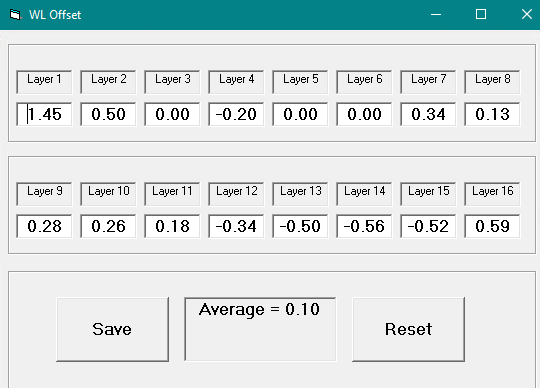 WL Offset
Layer 1 Layer 2 Layer 3 Layer 4 Layer 5 Layer 6 Layer 7 Layer 8
1.45 0.50 0.00 -0.20 0.00 0.00 0.34 0.13
Layer 9 Layer 10 Layer 11 Layer 12 Layer 13 Layer 14 Layer 15 Layer 16
0.28 0.26 0.18 -0.34 -0.50 -0.56 -0.52 0.59
Save Average = 0.10 Reset